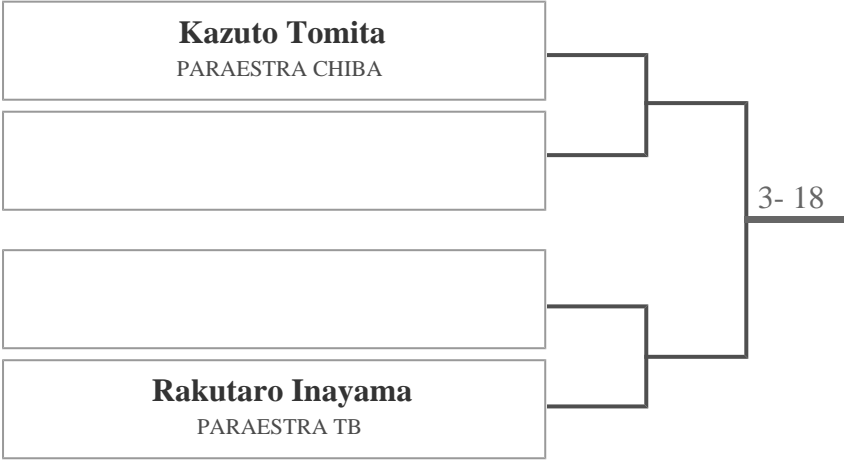 Kazuto Tomita
PARAESTRA CHIBA
3- 18
Rakutaro Inayama
PARAESTRA TB